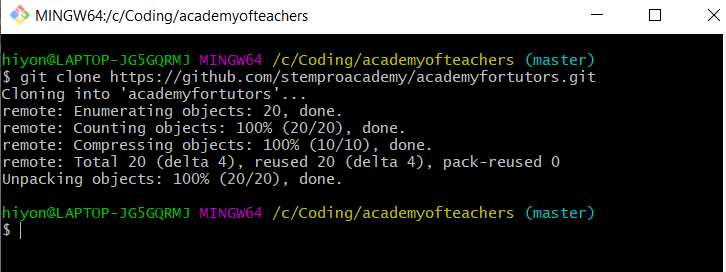 MINGW64:/c/Coding/academyofteachers
hiyon@LAPTOP-JG5GQRMJ MINGW64 /c/Coding/academyofteachers (master)
$ git clone https://github.com/stemproacademy/academyfortutors.git
Cloning into 'academyfortutors'...
remote: Enumerating objects: 20, done.
remote: Counting objects: 100% (20/20), done.
remote: Compressing objects: 100% (10/10), done.
remote: Total 20 (delta 4), reused 20 (delta 4), pack-reused 0
Unpacking objects: 100% (20/20), done.
hiyon@LAPTOP-JG5GQRMJ MINGW64 /c/Coding/academyofteachers (master)
$